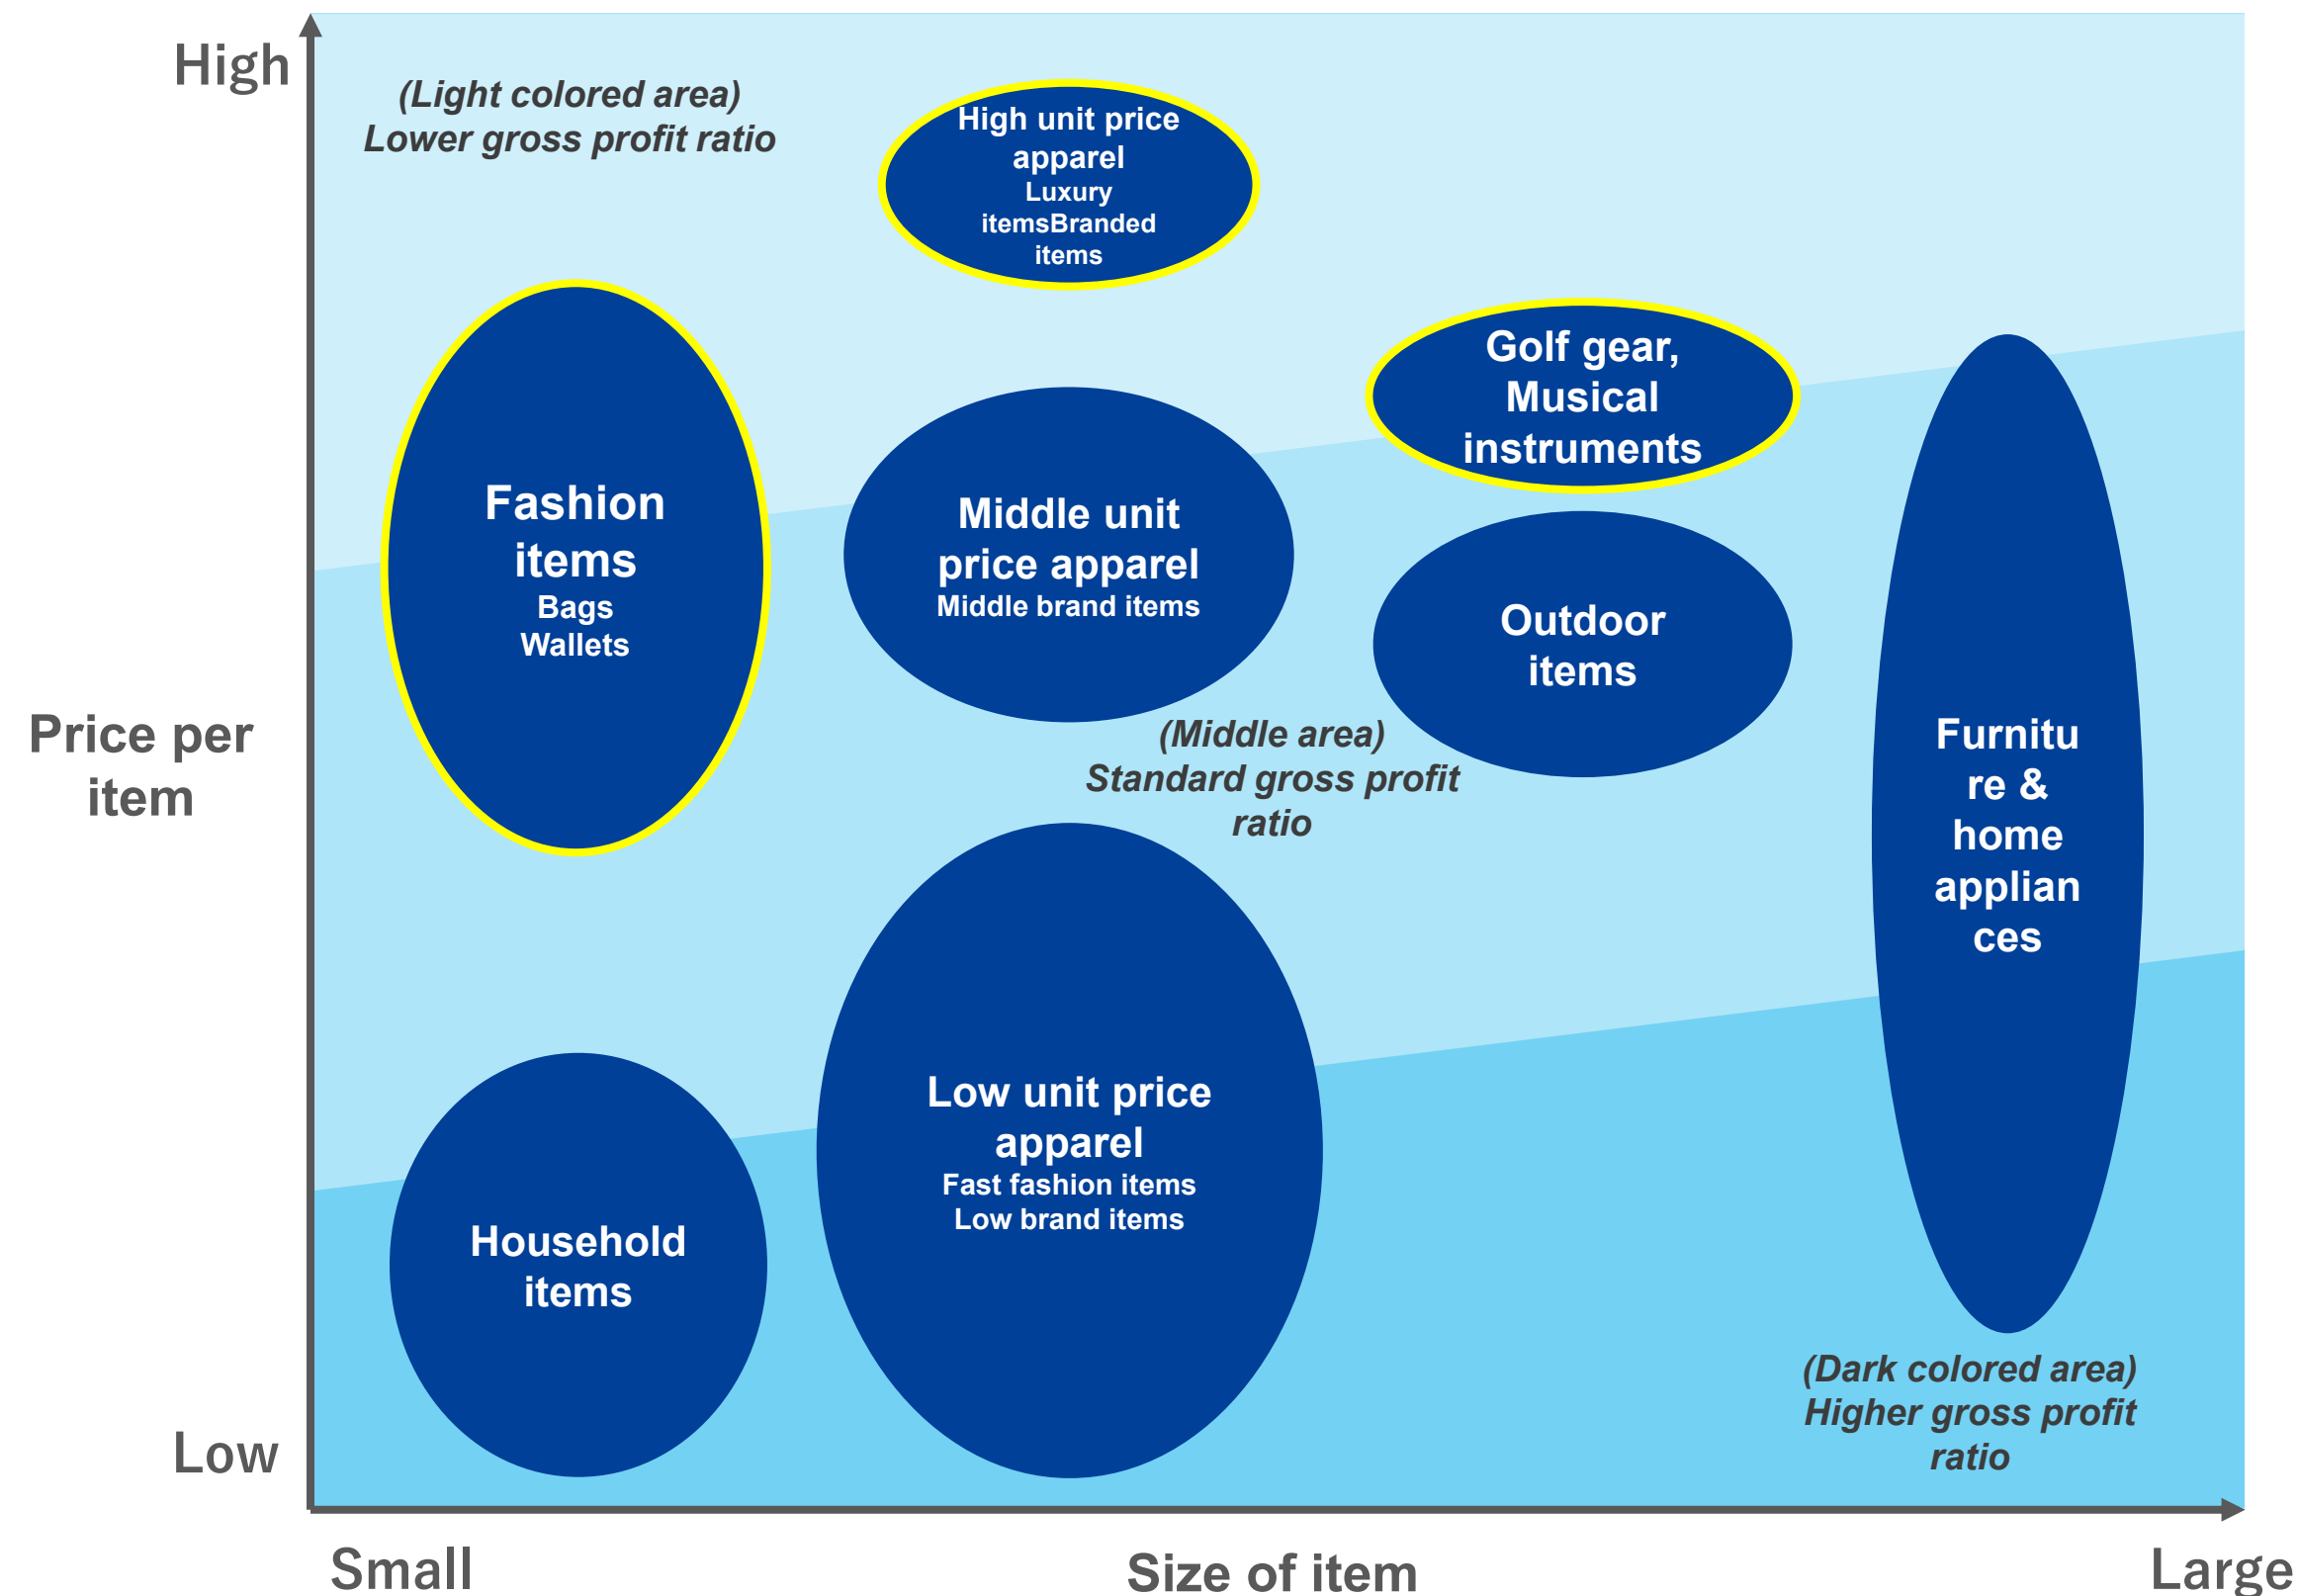 High
(Light colored area)
Lower gross profit ratio
High unit price
apparel
Luxury
itemsBranded
items
Golf gear,
Musical
instruments
Fashion
items
Bags
Wallets
Middle unit
price apparel
Middle brand items
Outdoor
items
Price per
item
(Middle area)
Standard gross profit
ratio
Furnitu
re &
home
applian
ces
Low unit price
apparel
Fast fashion items
Low brand items
Household
items
(Dark colored area)
Higher gross profit
ratio
Low
Small
Size of item
Large